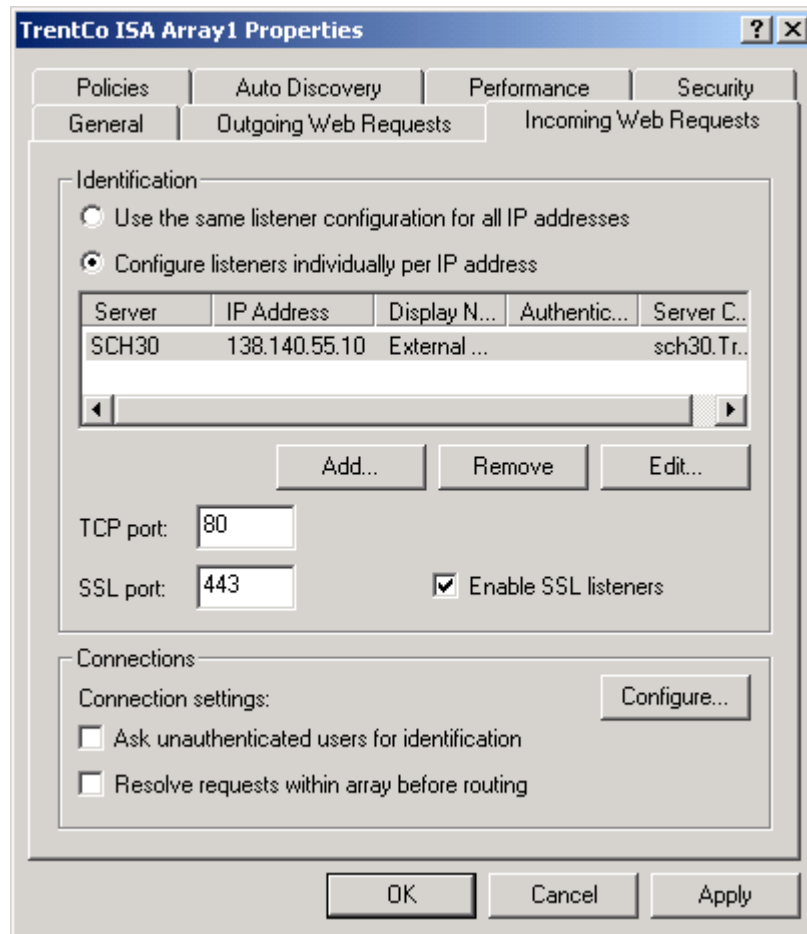 TrentCo ISA Array1 Properties
Policies Auto Discovery Performance Security
General Outgoing Web Requests Incoming Web Requests
Identification
Use the same listener configuration for all IP addresses
Configure listeners individually per IP address
Server IP Address Display N... Authentic... Server C..
SCH30 138.140.55.10 External ... sch30.Tr..
Add... Remove Edit...
TCP port: 80
SSL port: 443 Enable SSL listeners
Connections
Connection settings: Configure...
Ask unauthenticated users for identification
Resolve requests within array before routing
OK Cancel Apply